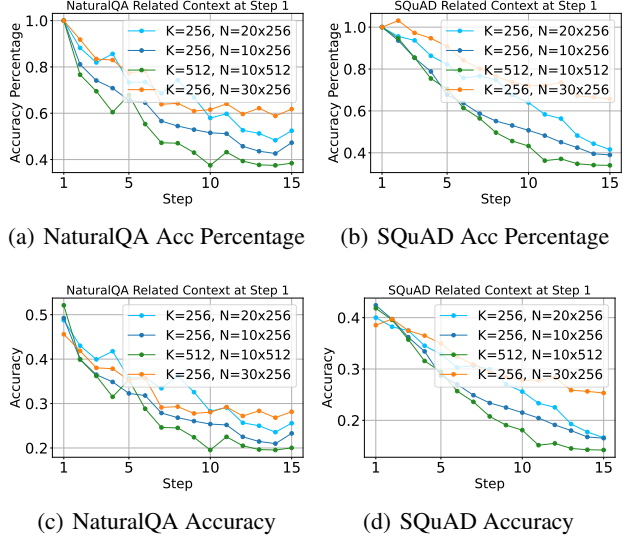 NaturalQA Related Context at Step 1
Accuracy Percentage
1.0
0.8
0.6
0.4
K=256, N=20x256
K=256, N=10x256
K=512, N=10x512
K=256, N=30x256
1 5 10 15
Step
(a) NaturalQA Acc Percentage
SQuAD Related Context at Step 1
Accuracy Percentage
1.0
0.8
0.6
0.4
K=256, N=20x256
K=256, N=10x256
K=512, N=10x512
K=256, N=30x256
1 5 10 15
Step
(b) SQuAD Acc Percentage
NaturalQA Related Context at Step 1
Accuracy
0.5
0.4
0.3
0.2
K=256, N=20x256
K=256, N=10x256
K=512, N=10x512
K=256, N=30x256
1 5 10 15
Step
(c) NaturalQA Accuracy
SQuAD Related Context at Step 1
Accuracy
0.4
0.3
0.2
K=256, N=20x256
K=256, N=10x256
K=512, N=10x512
K=256, N=30x256
1 5 10 15
Step
(d) SQuAD Accuracy